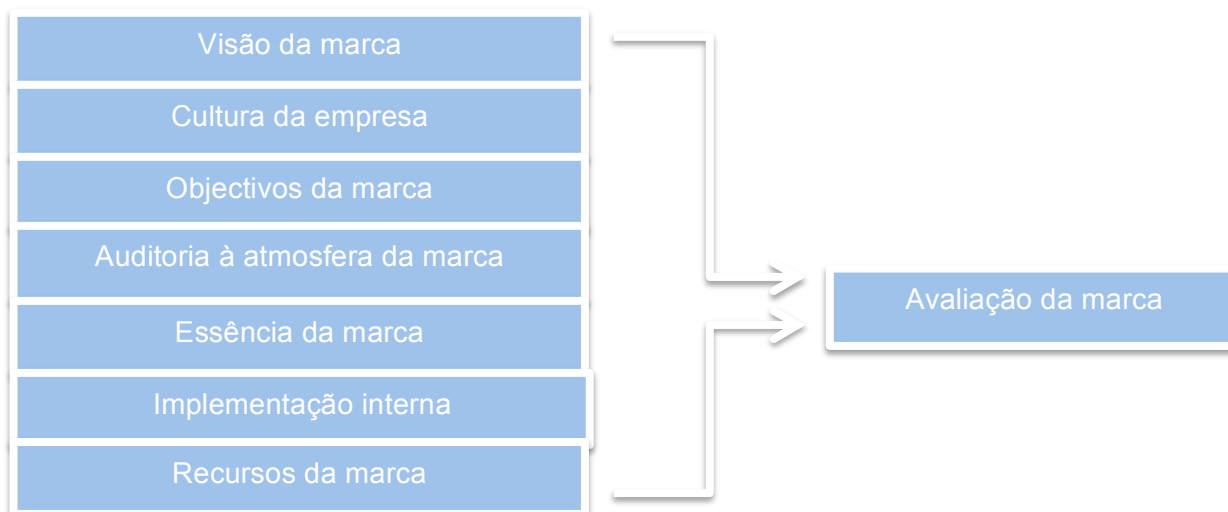 Visão da marca
Cultura da empresa
Objectivos da marca
Auditoria à atmosfera da marca
Essência da marca
Implementação interna
Recursos da marca
Avaliação da marca